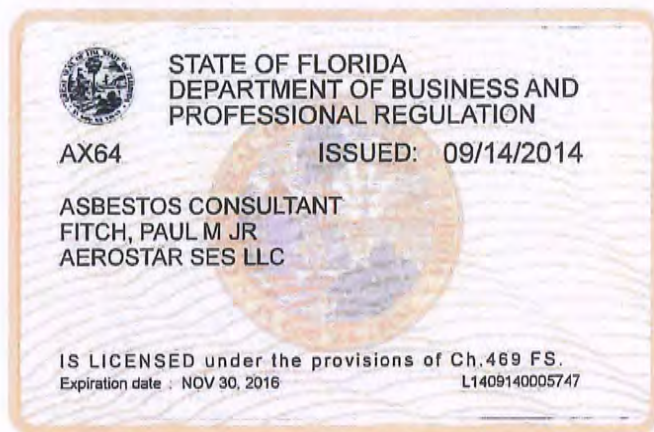 STATE OF FLORIDA
DEPARTMENT OF BUSINESS AND
PROFESSIONAL REGULATION
AX64 ISSUED: 09/14/2014
ASBESTOS CONSULTANT
FITCH, PAUL M JR
AEROSTAR SES LLC
IS LICENSED under the provisions of Ch.469 FS.
Expiration date : NOV 30, 2016 L1409140005747